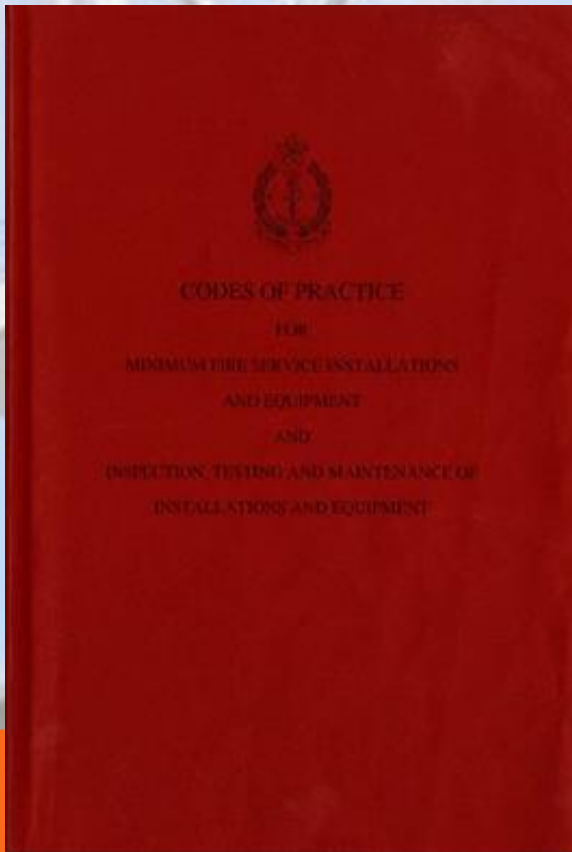 CODES OF PRACTICE
FOR
MINIMUM FIRE SERVICE INSTALLATIONS
AND EQUIPMENT
AND
INSPECTION, TESTING AND MAINTENANCE OF
INSTALLATIONS AND EQUIPMENT